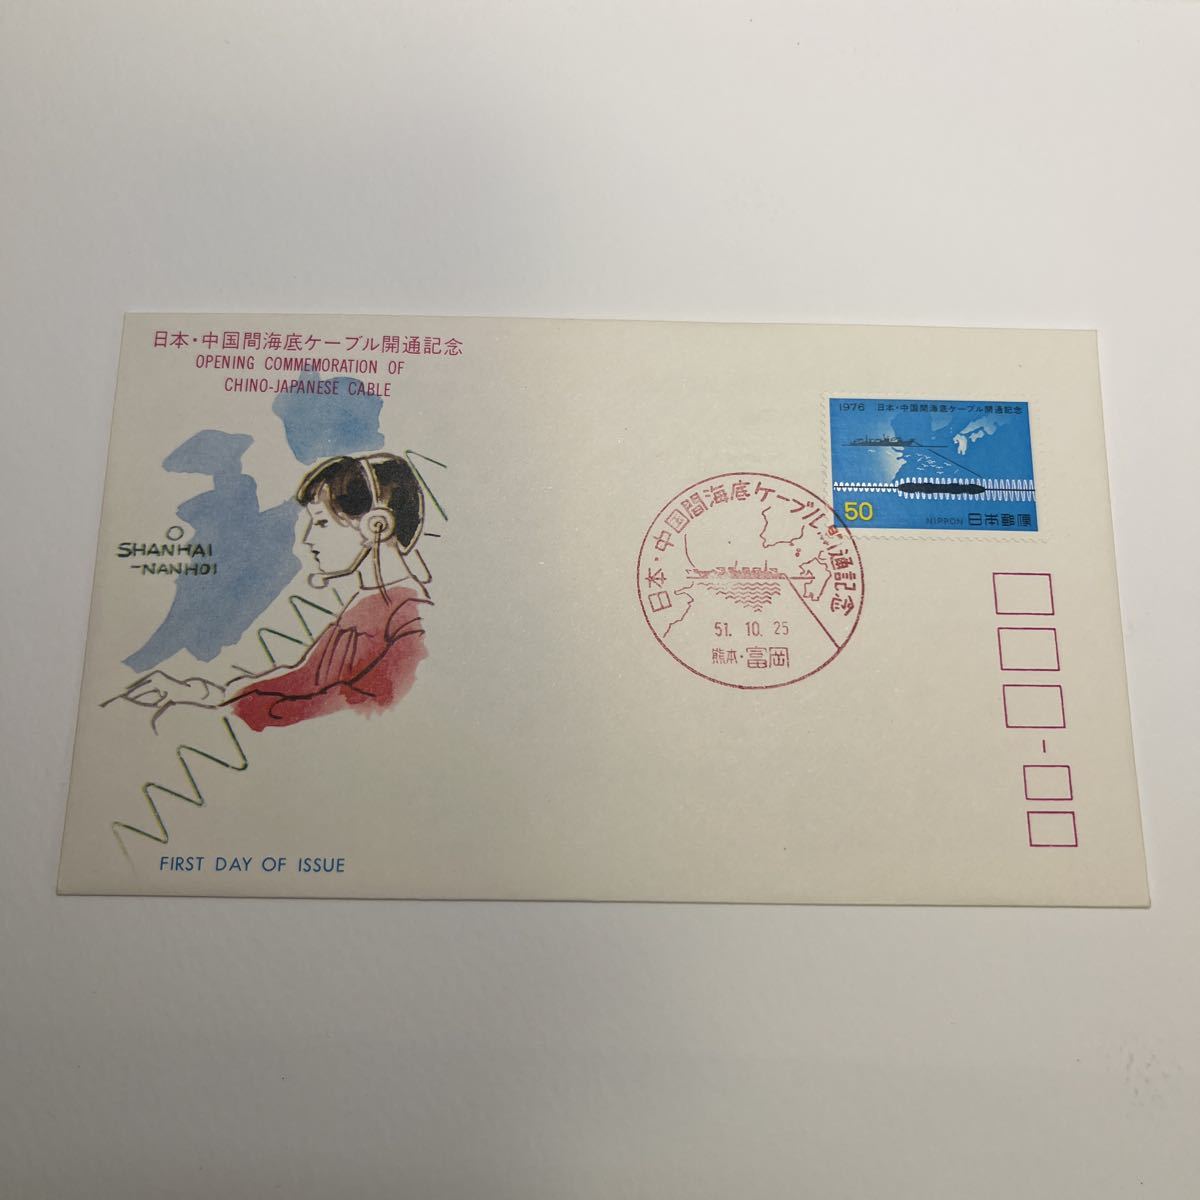 日本・中国間海底ケーブル開通記念
OPENING COMMEMORATION OF
CHINO-JAPANESE CABLE
SHANHAI
-NANHOI
FIRST DAY OF ISSUE
1976 日本・中国間海底ケーブル開通記念
50
NIPPON 日本郵便
日本・中国間海底ケーブル開通記念
51. 10. 25
熊本・富岡